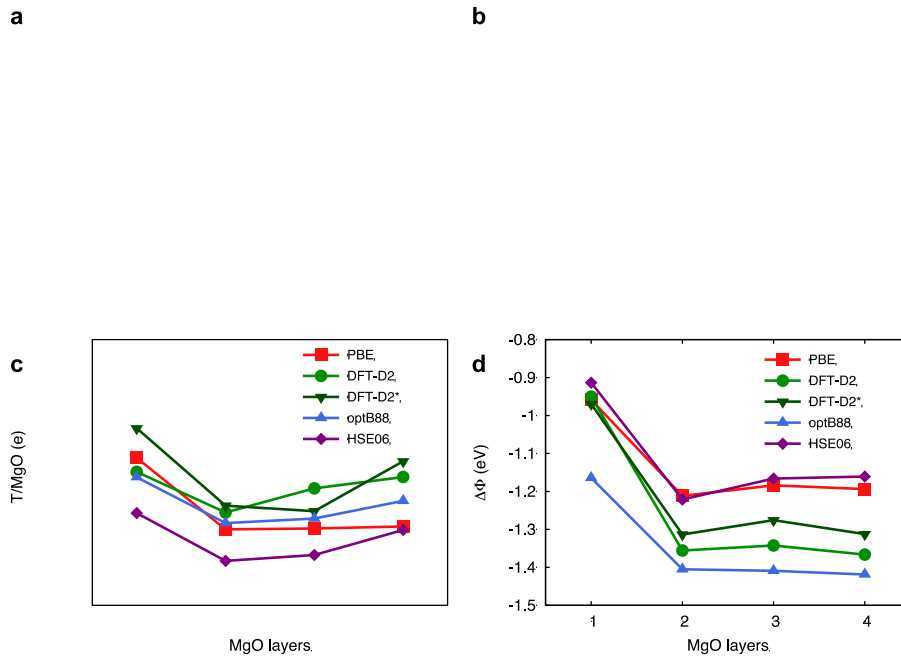 a
b
c
PBE,
DFT-D2,
DFT-D2*,
optB88,
HSE06,
T/MgO (e)
MgO layers.
d
PBE,
DFT-D2,
DFT-D2*,
optB88,
HSE06,
ΔΦ (eV)
-0.8
-0.9
-1
-1.1
-1.2
-1.3
-1.4
-1.5
1 2 3 4
MgO layers.